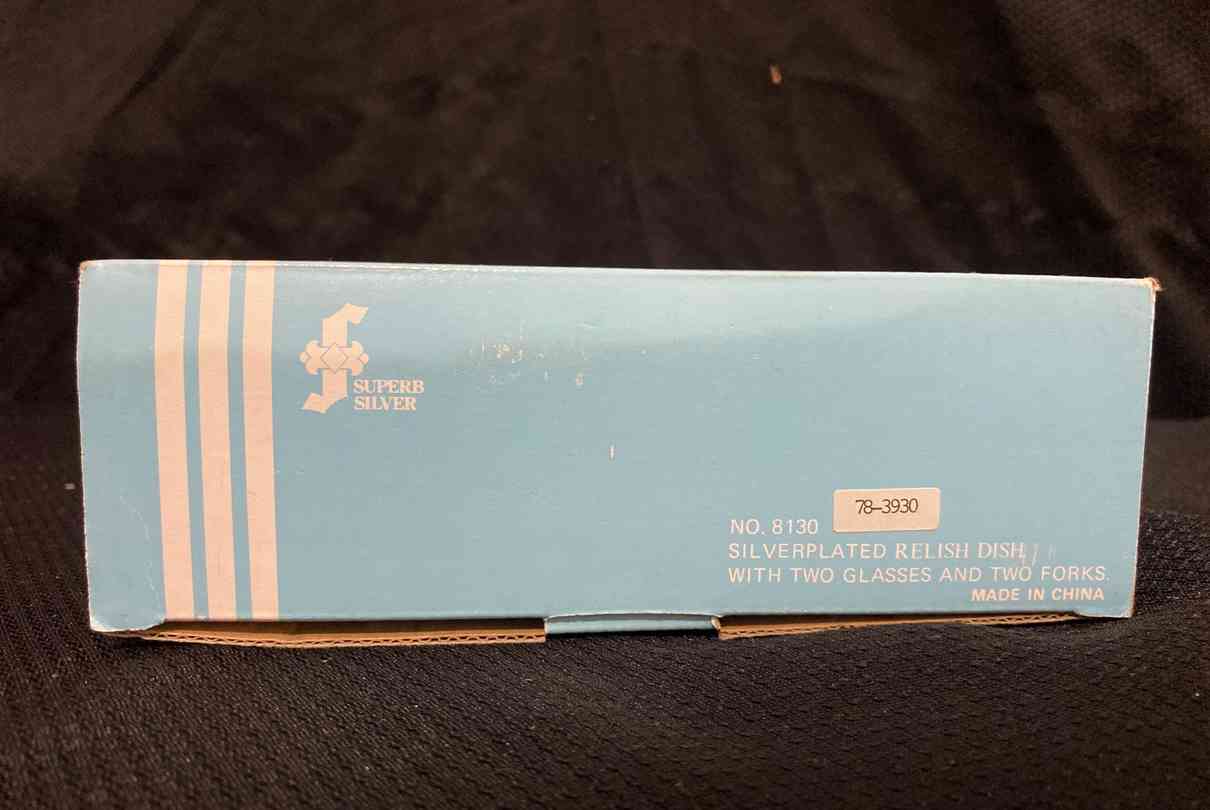 SUPERB
SILVER
78-3930
NO. 8130
SILVERPLATED RELISH DISH
WITH TWO GLASSES AND TWO FORKS.
MADE IN CHINA